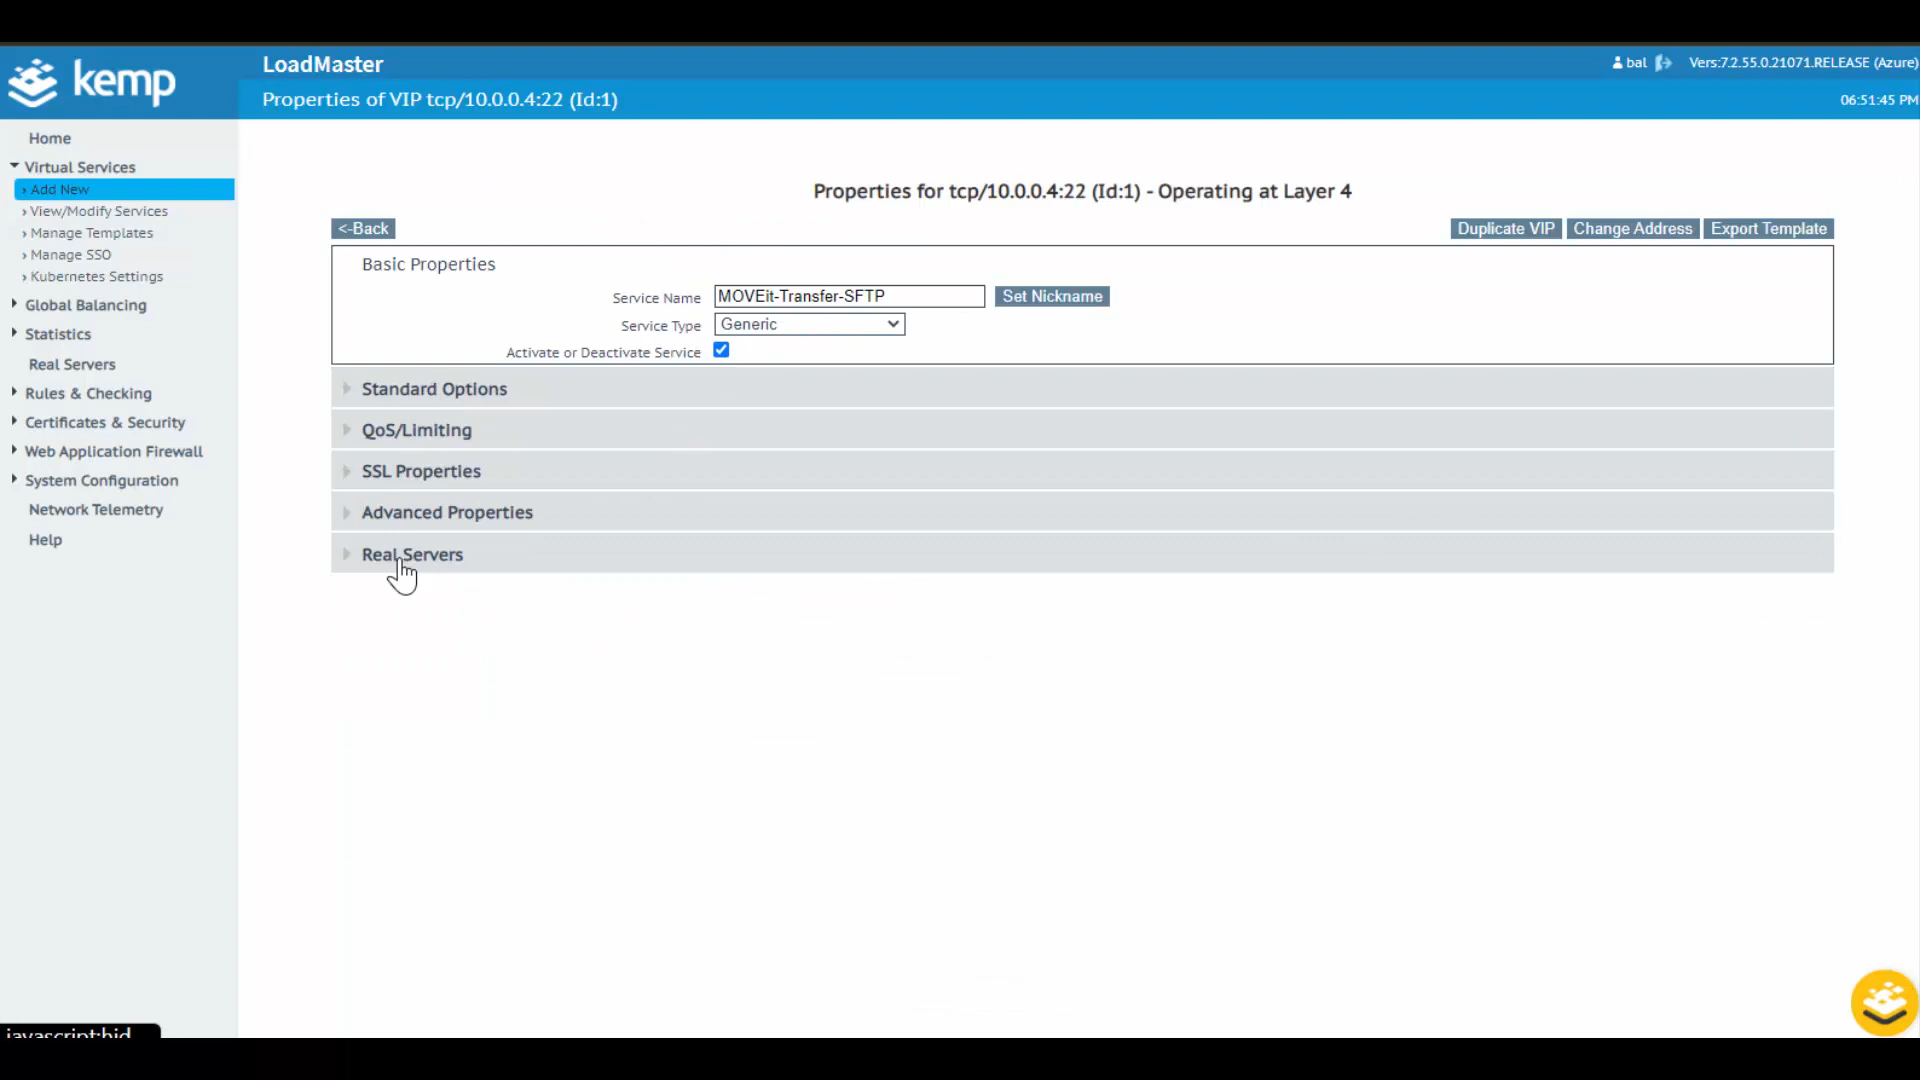 kemp
LoadMaster
bal
Vers:7.2.55.0.21071.RELEASE (Azure)
Properties of VIP tcp/10.0.0.4:22 (Id:1)
06:51:45 PM
Home
Virtual Services
› Add New
› View/Modify Services
› Manage Templates
› Manage SSO
› Kubernetes Settings
Global Balancing
Statistics
Real Servers
Rules & Checking
Certificates & Security
Web Application Firewall
System Configuration
Network Telemetry
Help
Properties for tcp/10.0.0.4:22 (Id:1) - Operating at Layer 4
<-Back
Duplicate VIP
Change Address
Export Template
Basic Properties
Service Name
MOVEit-Transfer-SFTP
Set Nickname
Service Type
Generic
Activate or Deactivate Service
Standard Options
QoS/Limiting
SSL Properties
Advanced Properties
Real Servers
javascript:hid